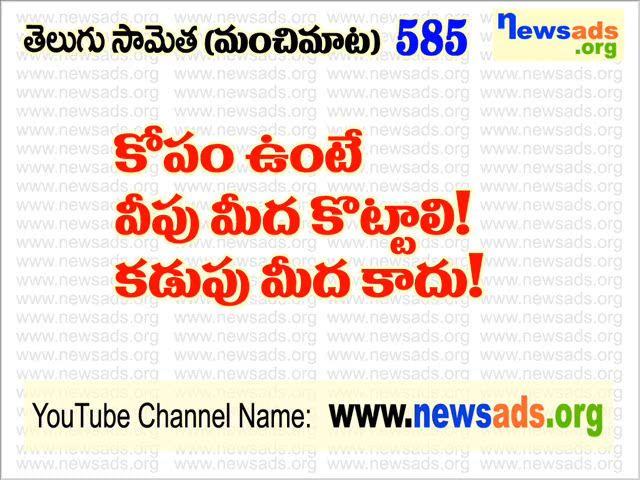 తెలుగు సామెత (మంచిమాట) 585
newsads
.org
కోపం ఉంటే
వీపు మీద కొట్టాలి!
కడుపు మీద కాదు!
YouTube Channel Name: www.newsads.org